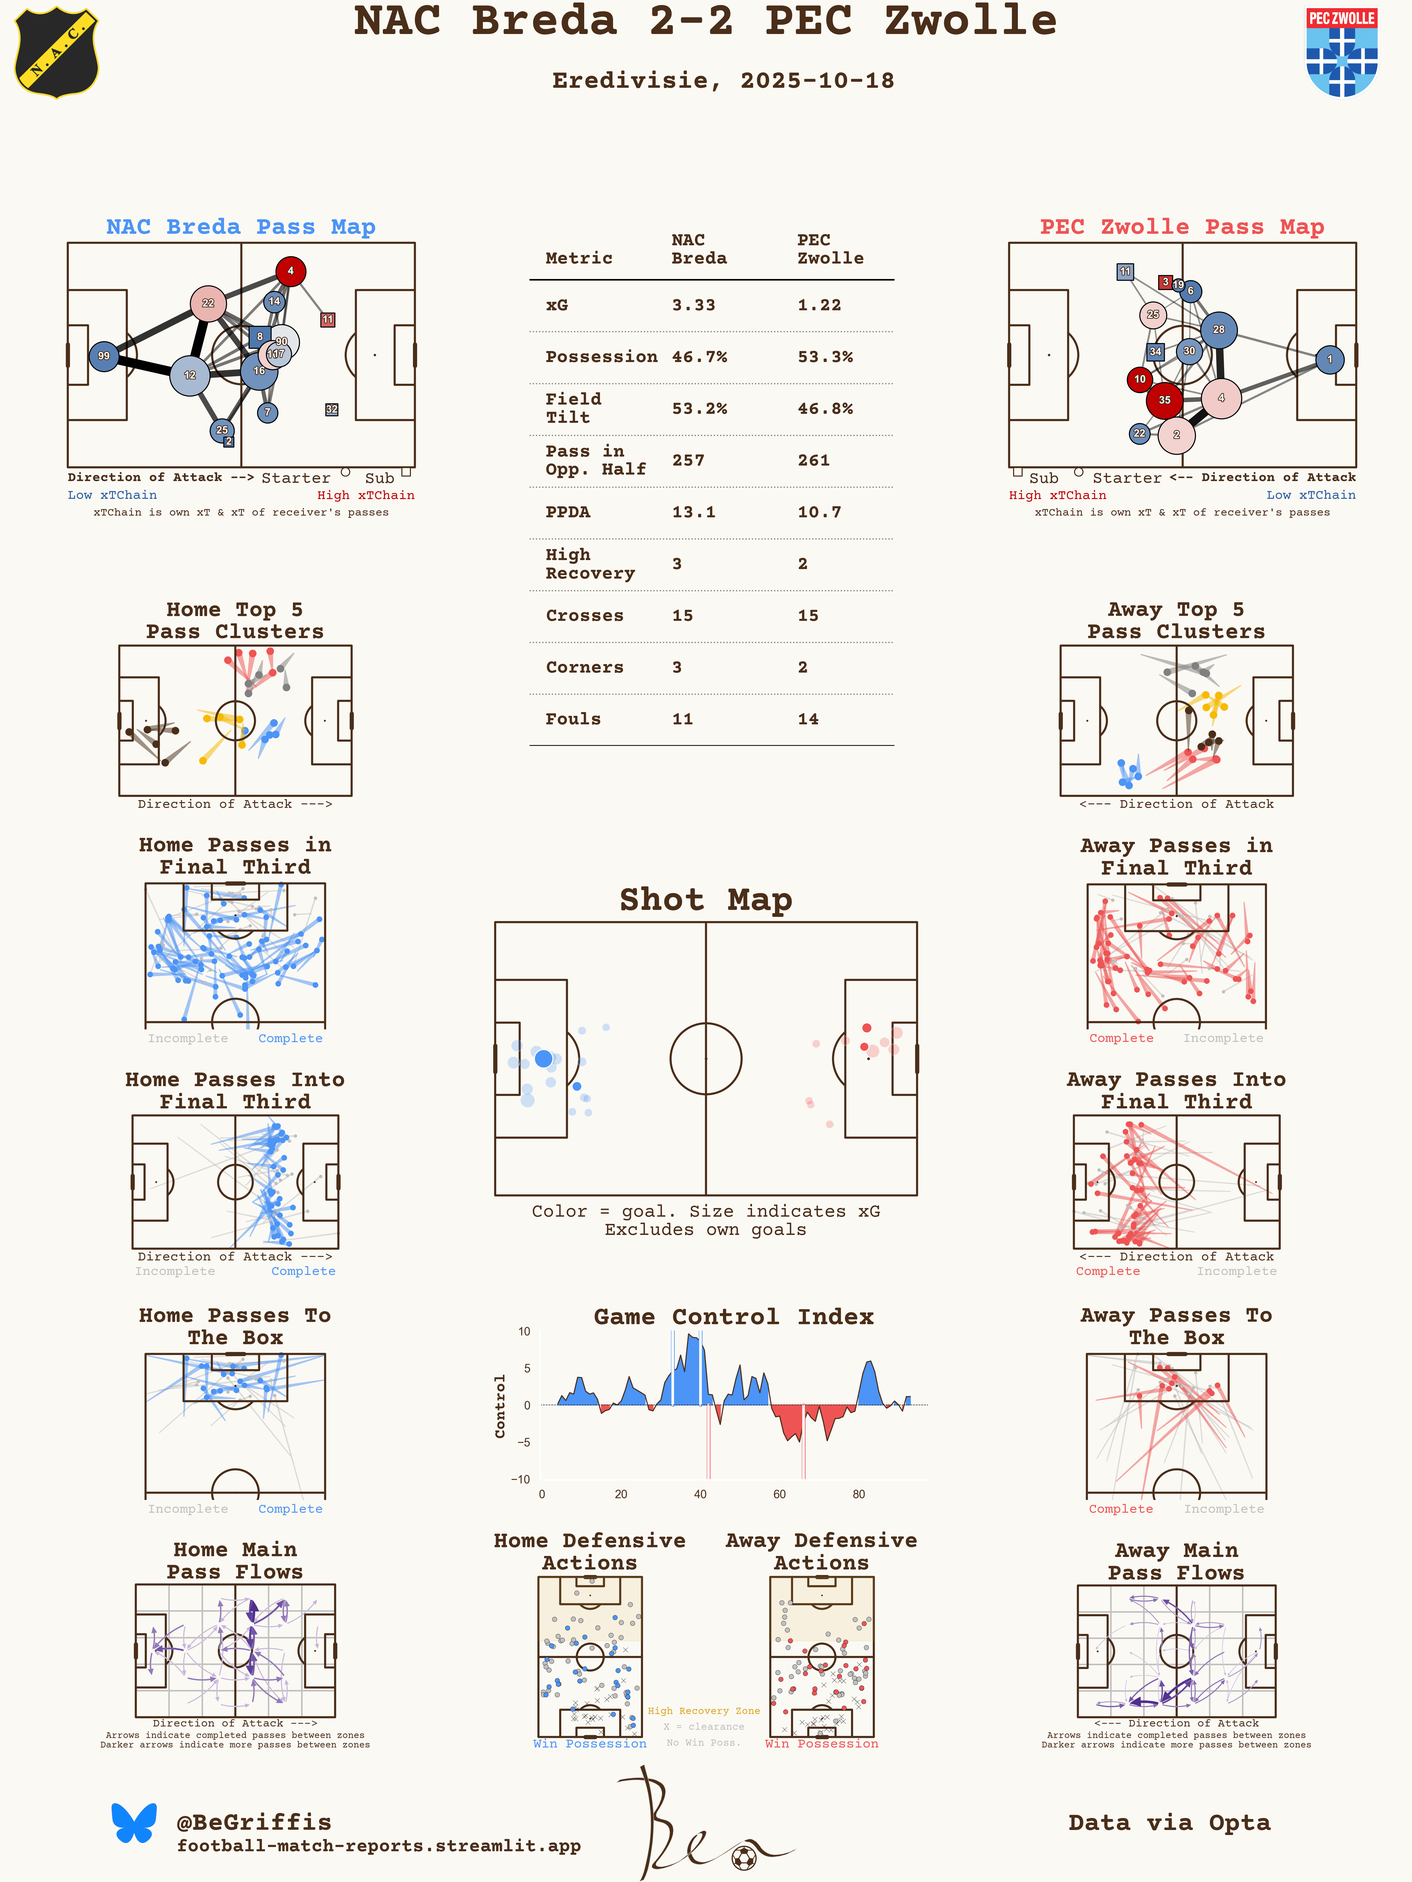 NAC Breda 2-2 PEC Zwolle
Eredivisie, 2025-10-18
N.A.C.
PEC ZWOLLE
NAC Breda Pass Map
4
22
14
11
8
90
99
117
12
16
7
32
25
2
Direction of Attack --> Starter Sub
Low xTChain High xTChain
xTChain is own xT & xT of receiver's passes
Metric NAC Breda PEC Zwolle
xG 3.33 1.22
Possession 46.7% 53.3%
Field Tilt 53.2% 46.8%
Pass in Opp. Half 257 261
PPDA 13.1 10.7
High Recovery 3 2
Crosses 15 15
Corners 3 2
Fouls 11 14
PEC Zwolle Pass Map
11
3
19
6
25
28
34
30
1
10
35
4
22
2
Sub Starter <-- Direction of Attack
High xTChain Low xTChain
xTChain is own xT & xT of receiver's passes
Home Top 5
Pass Clusters
Direction of Attack --->
Away Top 5
Pass Clusters
<--- Direction of Attack
Home Passes in
Final Third
Incomplete Complete
Away Passes in
Final Third
Complete Incomplete
Shot Map
Color = goal. Size indicates xG
Excludes own goals
Home Passes Into
Final Third
Direction of Attack --->
Incomplete Complete
Away Passes Into
Final Third
<--- Direction of Attack
Complete Incomplete
Home Passes To
The Box
Incomplete Complete
Game Control Index
Control
10
5
0
−5
−10
0 20 40 60 80
Away Passes To
The Box
Complete Incomplete
Home Main
Pass Flows
Direction of Attack --->
Arrows indicate completed passes between zones
Darker arrows indicate more passes between zones
Home Defensive
Actions
Win Possession
High Recovery Zone
X = clearance
No Win Poss.
Away Defensive
Actions
Win Possession
Away Main
Pass Flows
<--- Direction of Attack
Arrows indicate completed passes between zones
Darker arrows indicate more passes between zones
@BeGriffis
football-match-reports.streamlit.app
Ben
Data via Opta